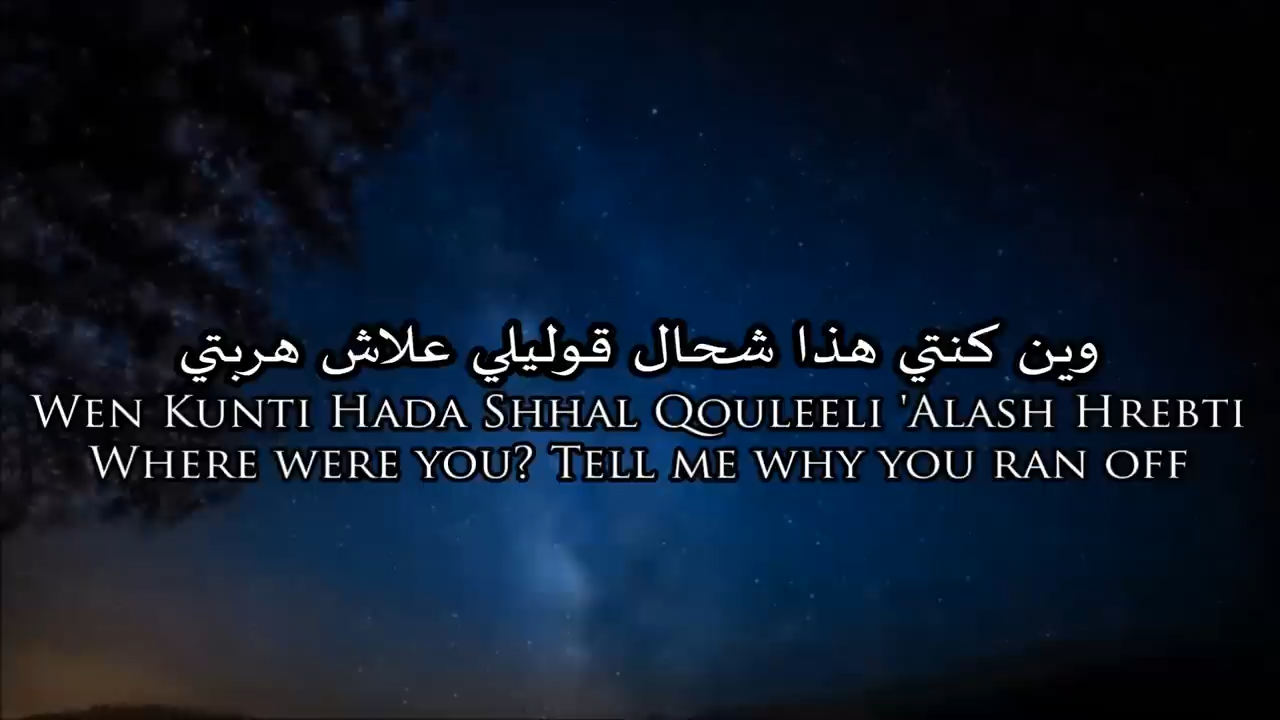 وين كنتي هذا شحال قوليلي علاش هربتي
Wen Kunti Hada Shhal Qouleeli 'Alash Hrebti
Where were you? Tell me why you ran off